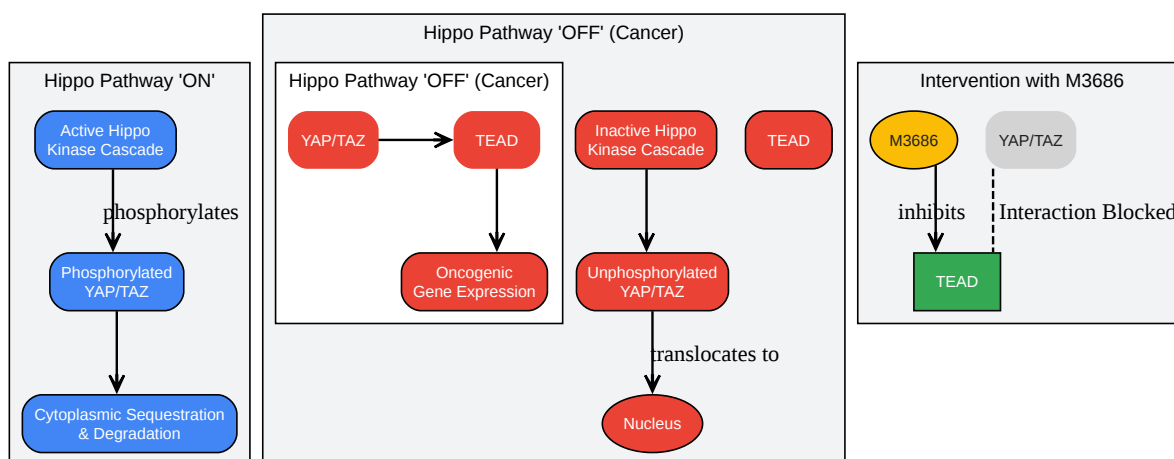 Hippo Pathway 'ON'
Active Hippo
Kinase Cascade
phosphorylates
Phosphorylated
YAP/TAZ
Cytoplasmic Sequestration
& Degradation
Hippo Pathway 'OFF' (Cancer)
Hippo Pathway 'OFF' (Cancer)
YAP/TAZ
TEAD
Oncogenic
Gene Expression
Inactive Hippo
Kinase Cascade
TEAD
Unphosphorylated
YAP/TAZ
translocates to
Nucleus
Intervention with M3686
M3686
YAP/TAZ
inhibits
Interaction Blocked
TEAD